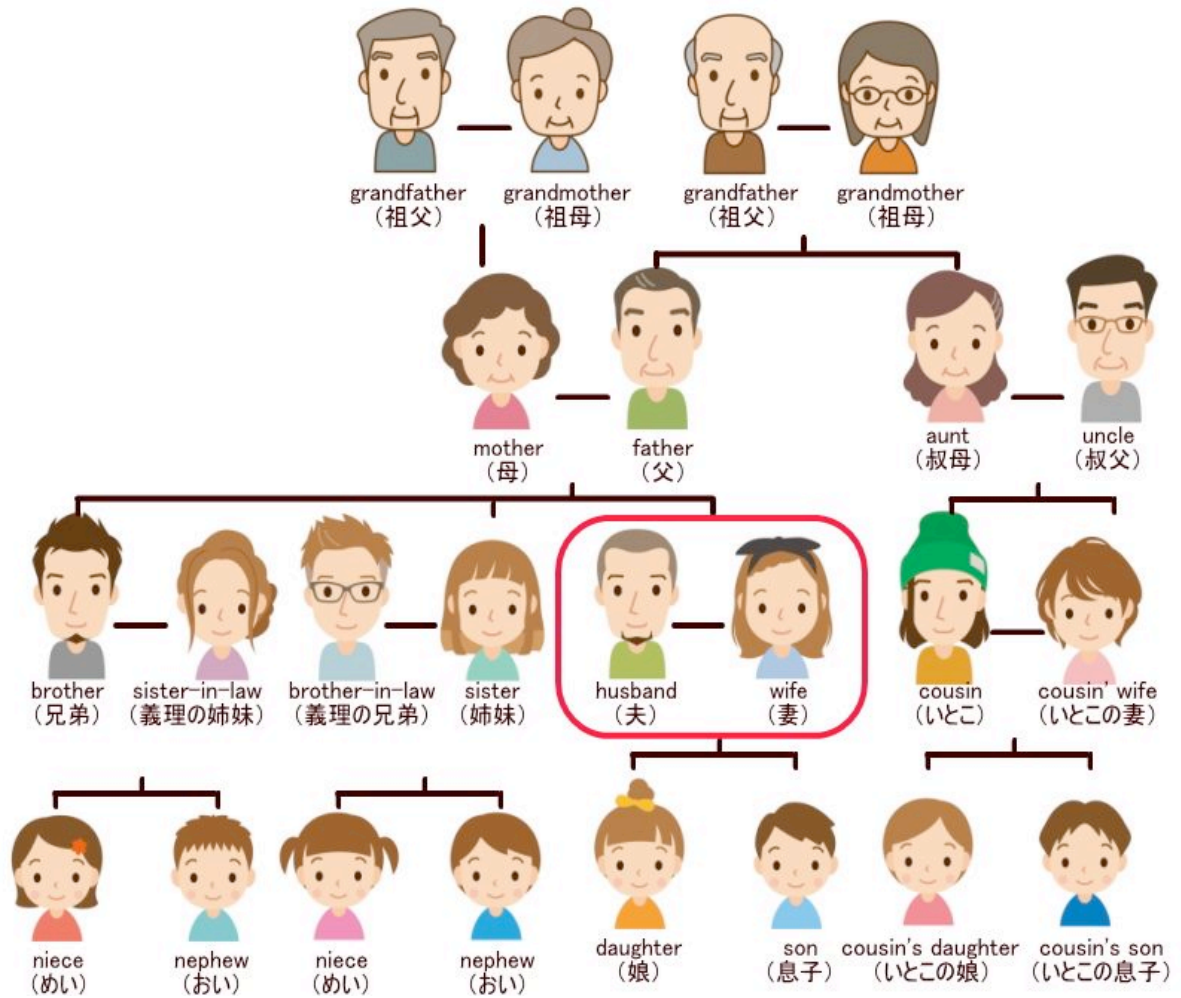 grandfather
(祖父)
grandmother
(祖母)
grandfather
(祖父)
grandmother
(祖母)
mother
(母)
father
(父)
aunt
(叔母)
uncle
(叔父)
brother
(兄弟)
sister-in-law
(義理の姉妹)
brother-in-law
(義理の兄弟)
sister
(姉妹)
husband
(夫)
wife
(妻)
cousin
(いとこ)
cousin' wife
(いとこの妻)
niece
(めい)
nephew
(おい)
niece
(めい)
nephew
(おい)
daughter
(娘)
son
(息子)
cousin's daughter
(いとこの娘)
cousin's son
(いとこの息子)